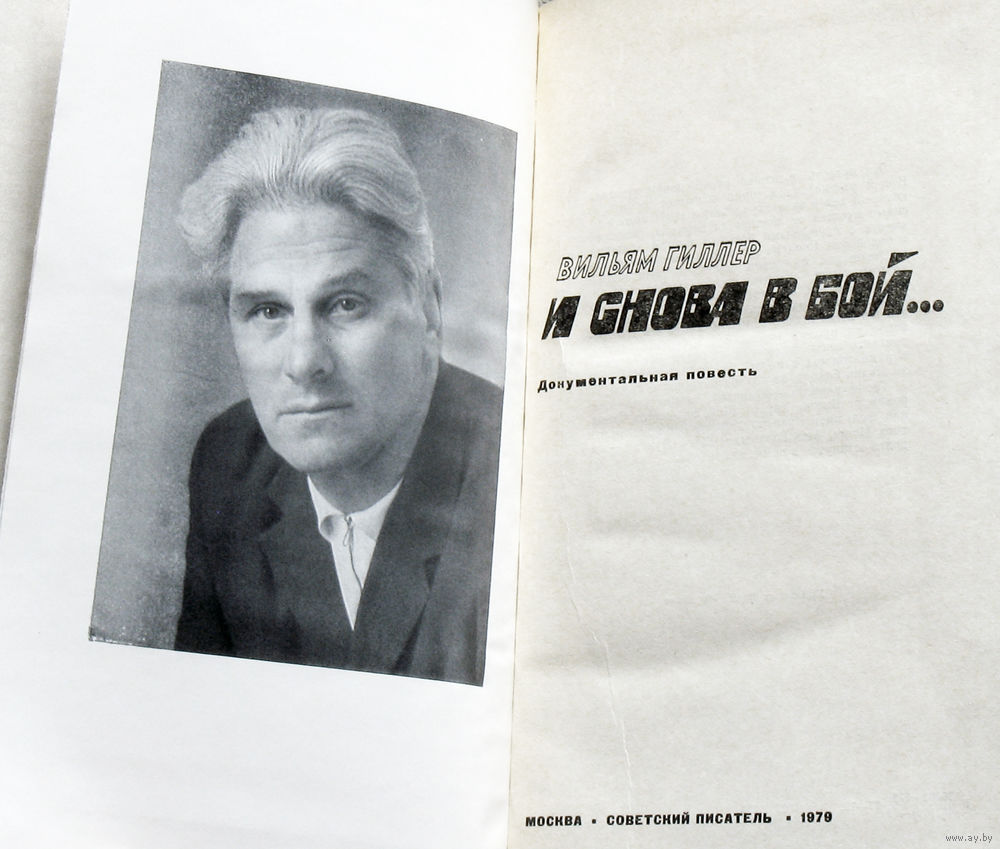 ВИЛЬЯМ ГИЛЛЕР
И СНОВА В БОЙ...
Документальная повесть
МОСКВА ▪ СОВЕТСКИЙ ПИСАТЕЛЬ ▪ 1979
www.ay.by